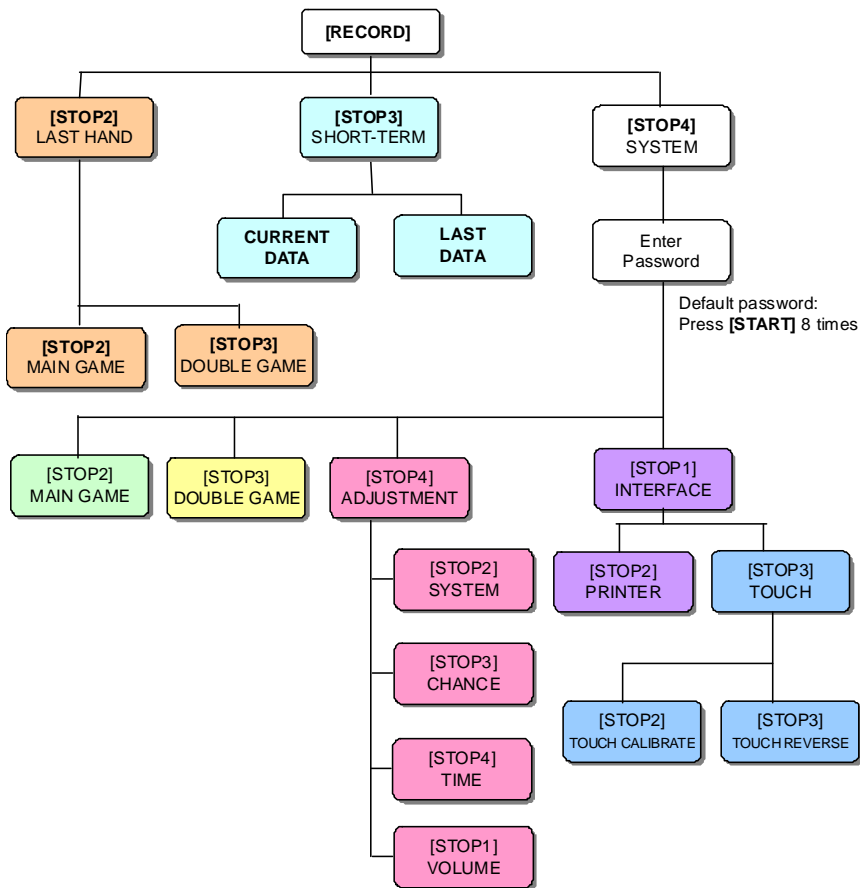 [RECORD]
[STOP2]
LAST HAND
[STOP3]
SHORT-TERM
[STOP4]
SYSTEM
CURRENT
DATA
LAST
DATA
Enter
Password
Default password:
Press [START] 8 times
[STOP2]
MAIN GAME
[STOP3]
DOUBLE GAME
[STOP2]
MAIN GAME
[STOP3]
DOUBLE GAME
[STOP4]
ADJUSTMENT
[STOP1]
INTERFACE
[STOP2]
SYSTEM
[STOP3]
CHANCE
[STOP4]
TIME
[STOP1]
VOLUME
[STOP2]
PRINTER
[STOP3]
TOUCH
[STOP2]
TOUCH CALIBRATE
[STOP3]
TOUCH REVERSE